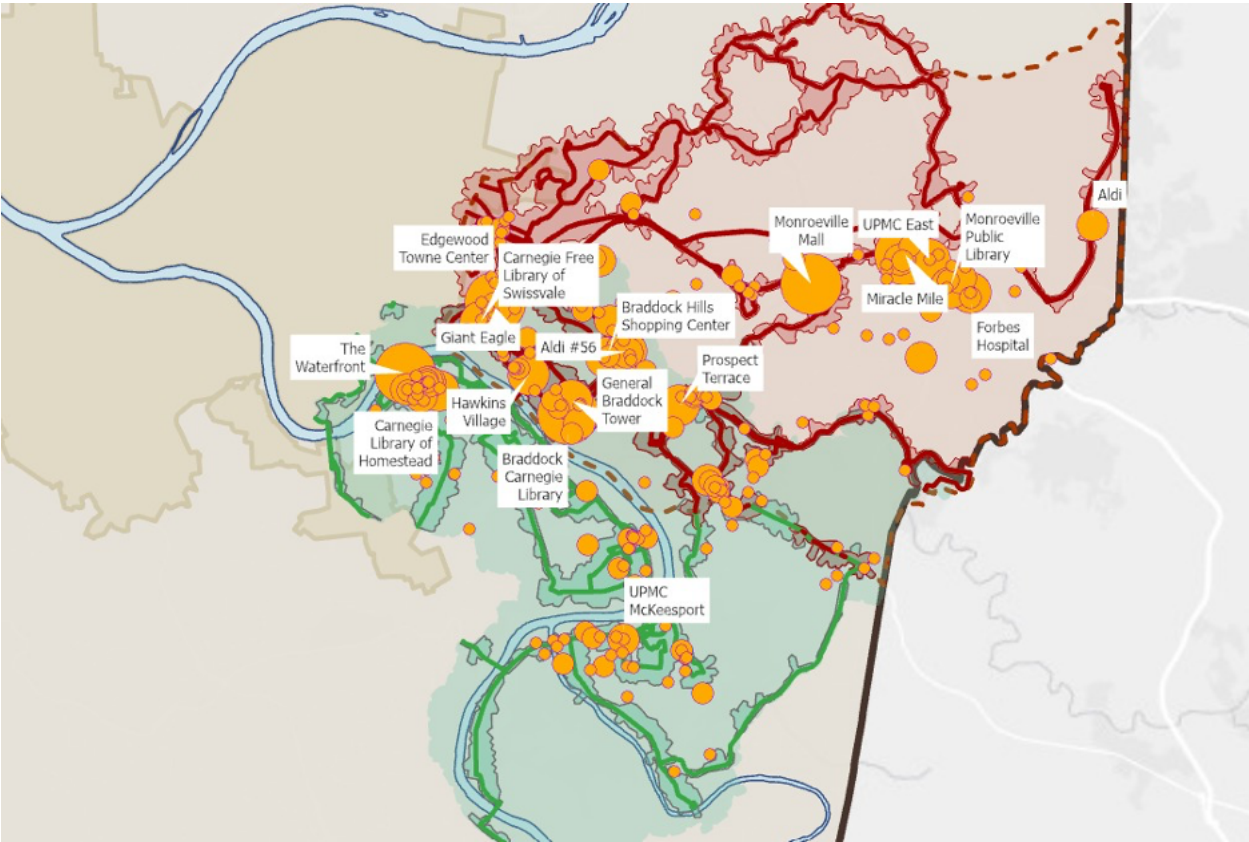 Aldi
Monroeville
Mall
UPMC East
Monroeville
Public
Library
Edgewood
Towne Center
Carnegie Free
Library of
Swissvale
Miracle Mile
Braddock Hills
Shopping Center
Forbes
Hospital
Giant Eagle
Aldi #56
The
Waterfront
Prospect
Terrace
General
Braddock
Tower
Hawkins
Village
Carnegie
Library of
Homestead
Braddock
Carnegie
Library
UPMC
McKeesport